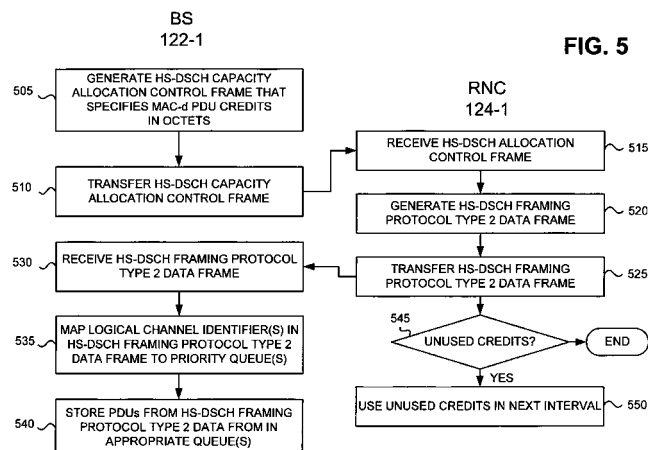 BS
122-1
FIG. 5
505
GENERATE HS-DSCH CAPACITY
ALLOCATION CONTROL FRAME THAT
SPECIFIES MAC-d PDU CREDITS
IN OCTETS
510
TRANSFER HS-DSCH CAPACITY
ALLOCATION CONTROL FRAME
530
RECEIVE HS-DSCH FRAMING PROTOCOL
TYPE 2 DATA FRAME
535
MAP LOGICAL CHANNEL IDENTIFIER(S) IN
HS-DSCH FRAMING PROTOCOL TYPE 2
DATA FRAME TO PRIORITY QUEUE(S)
540
STORE PDUs FROM HS-DSCH FRAMING
PROTOCOL TYPE 2 DATA FROM IN
APPROPRIATE QUEUE(S)
RNC
124-1
RECEIVE HS-DSCH ALLOCATION
CONTROL FRAME
515
GENERATE HS-DSCH FRAMING
PROTOCOL TYPE 2 DATA FRAME
520
TRANSFER HS-DSCH FRAMING
PROTOCOL TYPE 2 DATA FRAME
525
545
UNUSED CREDITS?
END
YES
USE UNUSED CREDITS IN NEXT INTERVAL
550